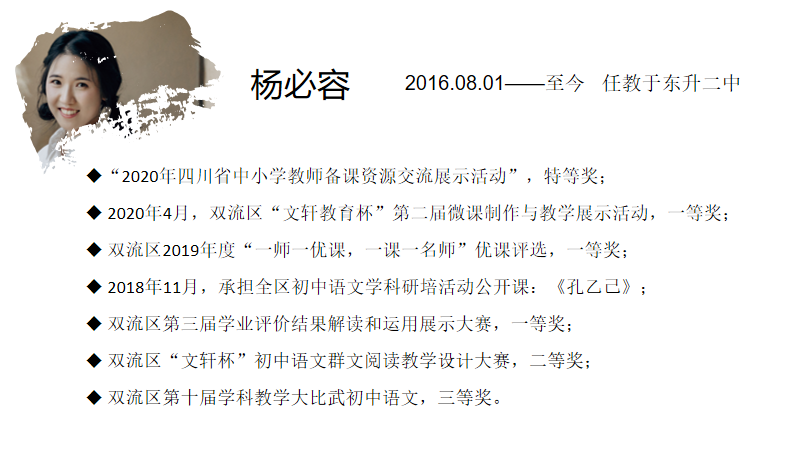 杨必容
2016.08.01——至今 任教于东升二中
◆“2020年四川省中小学教师备课资源交流展示活动”，特等奖；
◆ 2020年4月，双流区“文轩教育杯”第二届微课制作与教学展示活动，一等奖；
◆ 双流区2019年度“一师一优课，一课一名师”优课评选，一等奖；
◆ 2018年11月，承担全区初中语文学科研培活动公开课：《孔乙己》；
◆ 双流区第三届学业评价结果解读和运用展示大赛，一等奖；
◆ 双流区“文轩杯”初中语文群文阅读教学设计大赛，二等奖；
◆ 双流区第十届学科教学大比武初中语文，三等奖。